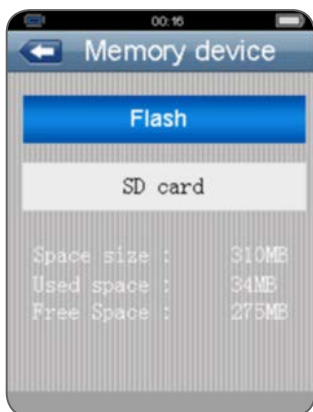 00:16
Memory device
Flash
SD card
Space size : 310MB
Used space : 34MB
Free Space : 275MB